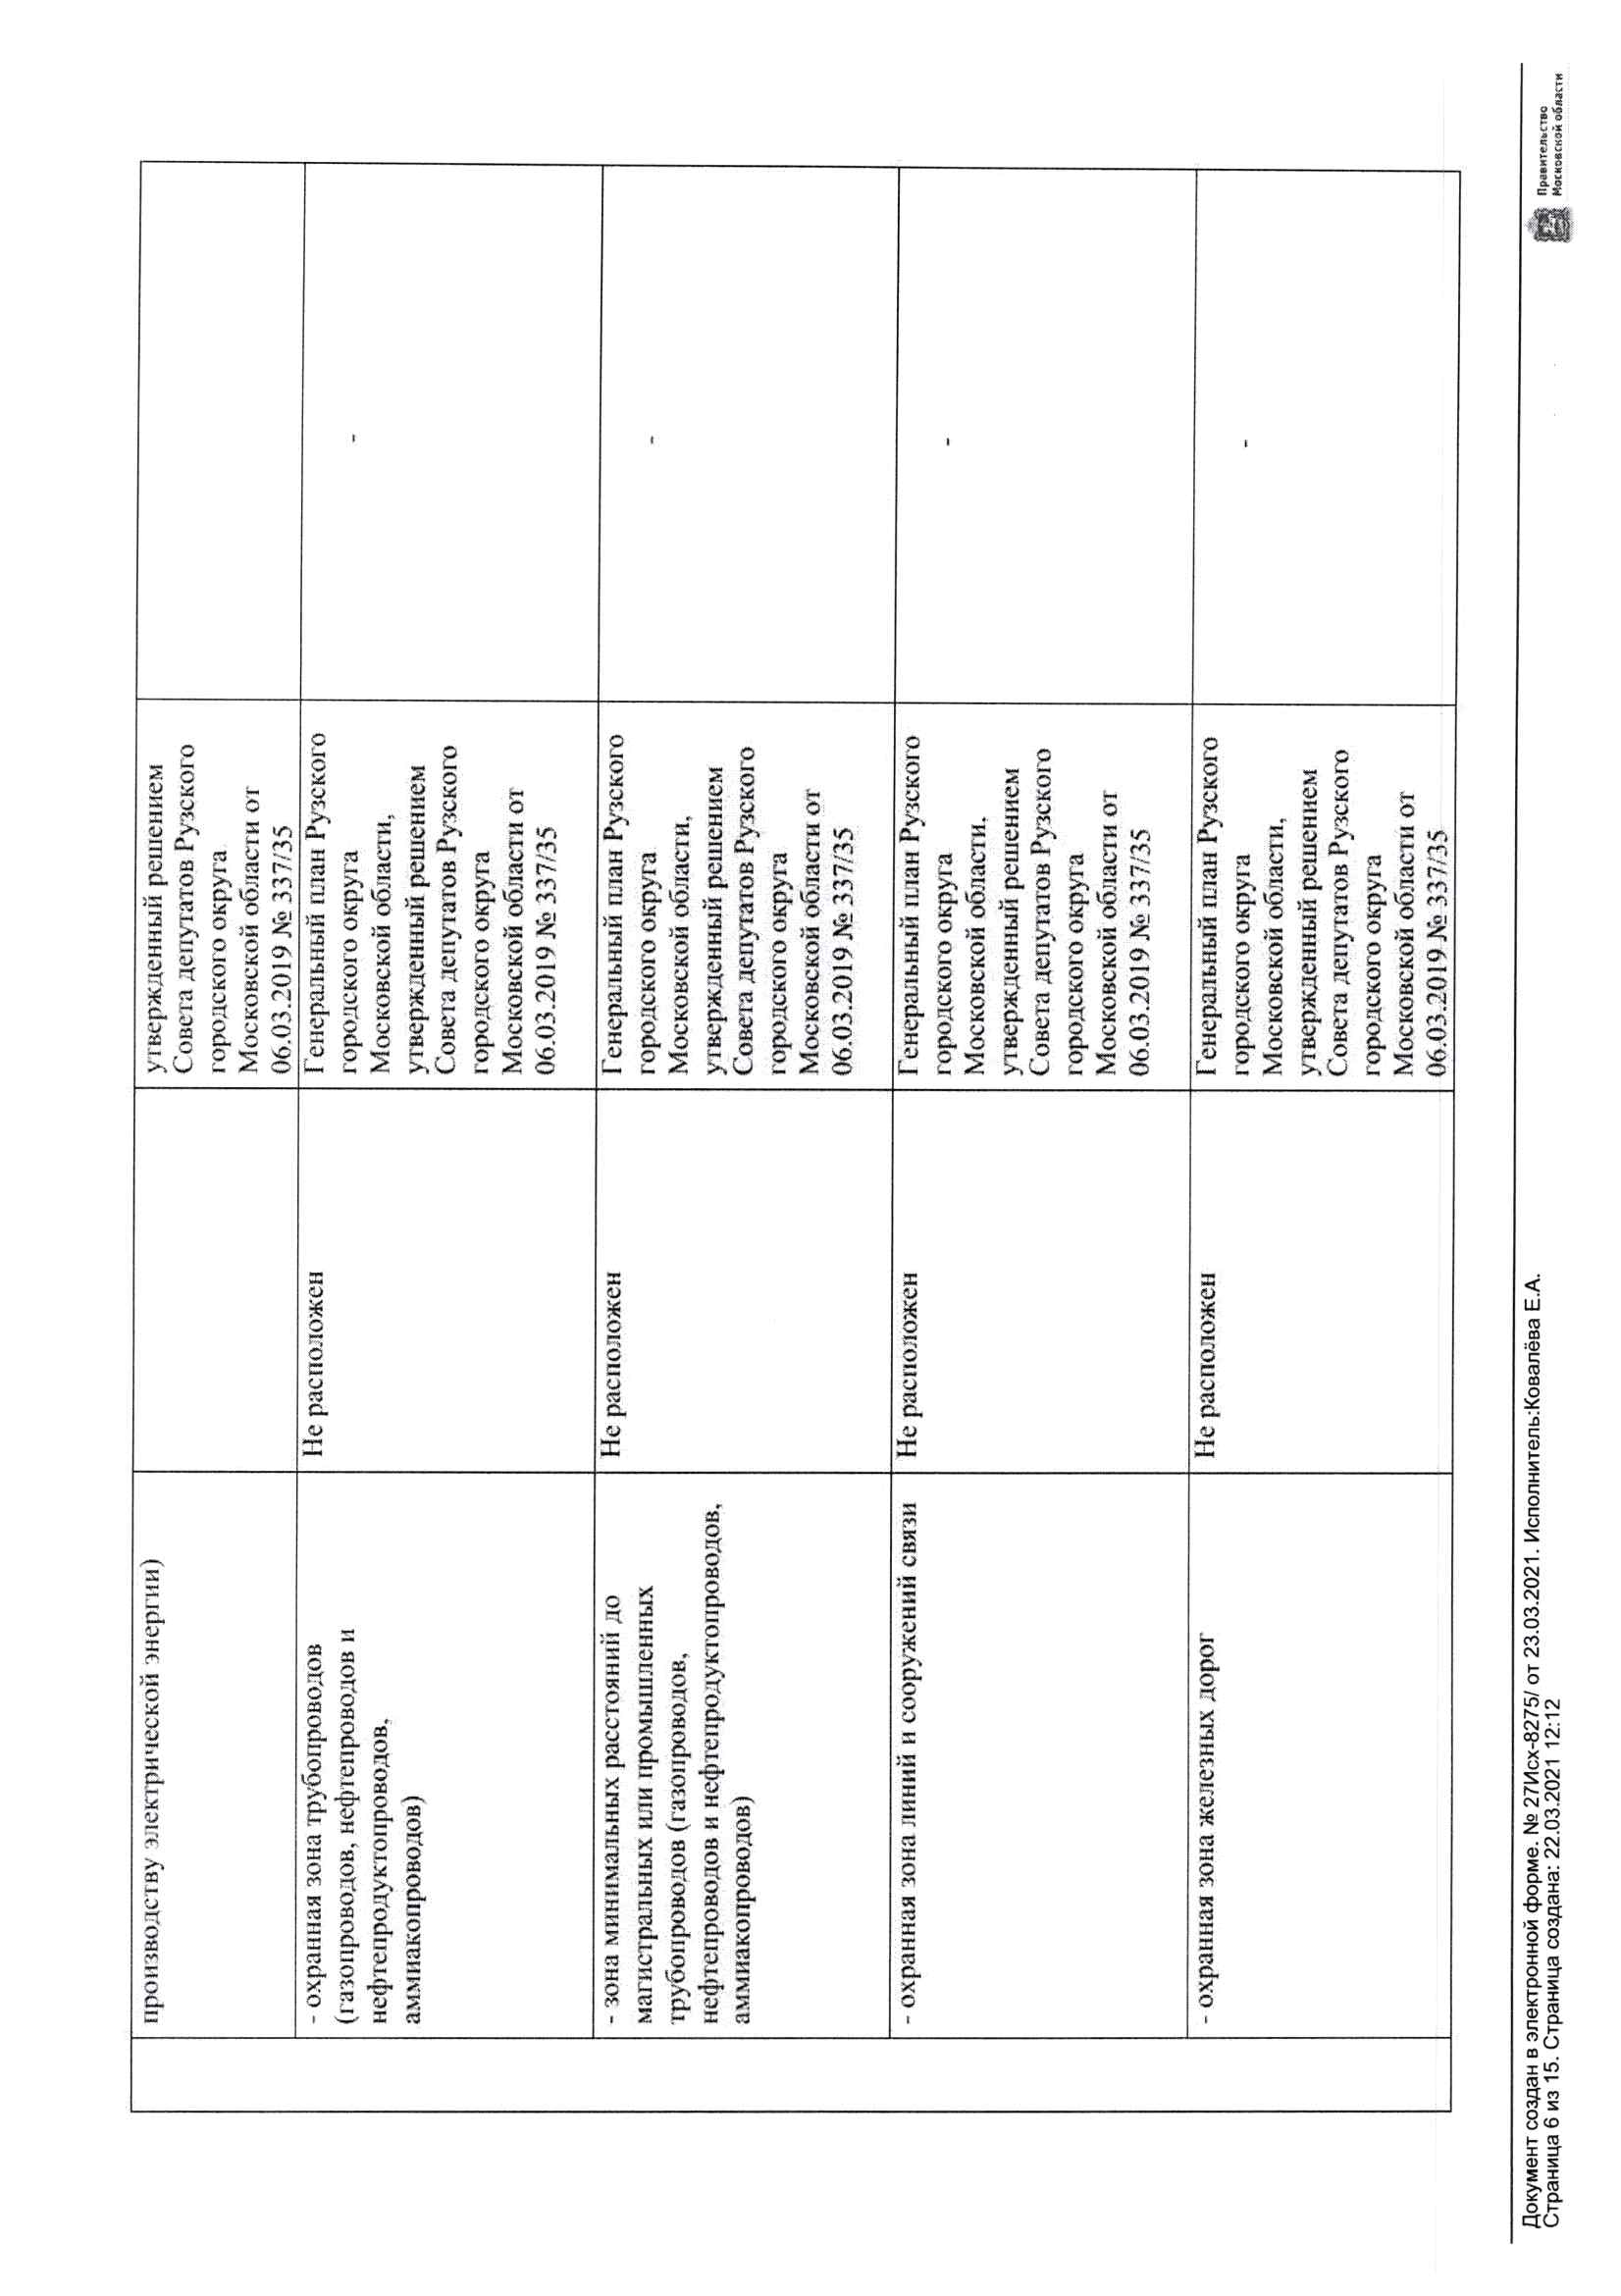 производству электрической энергии)
утвержденный решением
Совета депутатов Рузского
городского округа
Московской области от
06.03.2019 № 337/35
- охранная зона трубопроводов
(газопроводов, нефтепроводов и
нефтепродуктопроводов,
аммиакопроводов)
Не расположен
Генеральный план Рузского
городского округа
Московской области,
утвержденный решением
Совета депутатов Рузского
городского округа
Московской области от
06.03.2019 № 337/35
-
- зона минимальных расстояний до
магистральных или промышленных
трубопроводов (газопроводов,
нефтепроводов и нефтепродуктопроводов,
аммиакопроводов)
Не расположен
Генеральный план Рузского
городского округа
Московской области,
утвержденный решением
Совета депутатов Рузского
городского округа
Московской области от
06.03.2019 № 337/35
-
- охранная зона линий и сооружений связи
Не расположен
Генеральный план Рузского
городского округа
Московской области,
утвержденный решением
Совета депутатов Рузского
городского округа
Московской области от
06.03.2019 № 337/35
-
- охранная зона железных дорог
Не расположен
Генеральный план Рузского
городского округа
Московской области,
утвержденный решением
Совета депутатов Рузского
городского округа
Московской области от
06.03.2019 № 337/35
-
Документ создан в электронной форме. № 27Исх-8275/ от 23.03.2021. Исполнитель:Ковалёва Е.А.
Страница 6 из 15. Страница создана: 22.03.2021 12:12
Правительство
Московской области